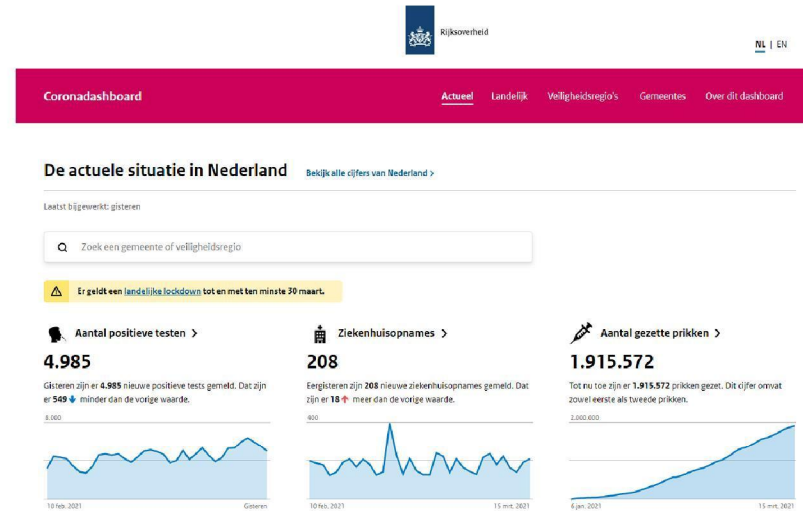 Rijksoverheid
NL | EN
Coronadashboard
Actueel Landelijk Veiligheidsregio's Gemeentes Over dit dashboard
De actuele situatie in Nederland Bekijk alle cijfers van Nederland >
Laatst bijgewerkt: gisteren
Zoek een gemeente of veiligheidsregio
Er geldt een landelijke lockdown tot en met ten minste 30 maart.
Aantal positieve testen >
4.985
Gisteren zijn er 4.985 nieuwe positieve tests gemeld. Dat zijn
er 549 ↓ minder dan de vorige waarde.
8.000
10 feb. 2021 Gisteren
Ziekenhuisopnames >
208
Eergisteren zijn 208 nieuwe ziekenhuisopnames gemeld. Dat
zijn er 18 ↑ meer dan de vorige waarde.
400
10 feb. 2021 15 mrt. 2021
Aantal gezette prikken >
1.915.572
Tot nu toe zijn er 1.915.572 prikken gezet. Dit cijfer omvat
zowel eerste als tweede prikken.
2.000.000
6 jan. 2021 15 mrt. 2021